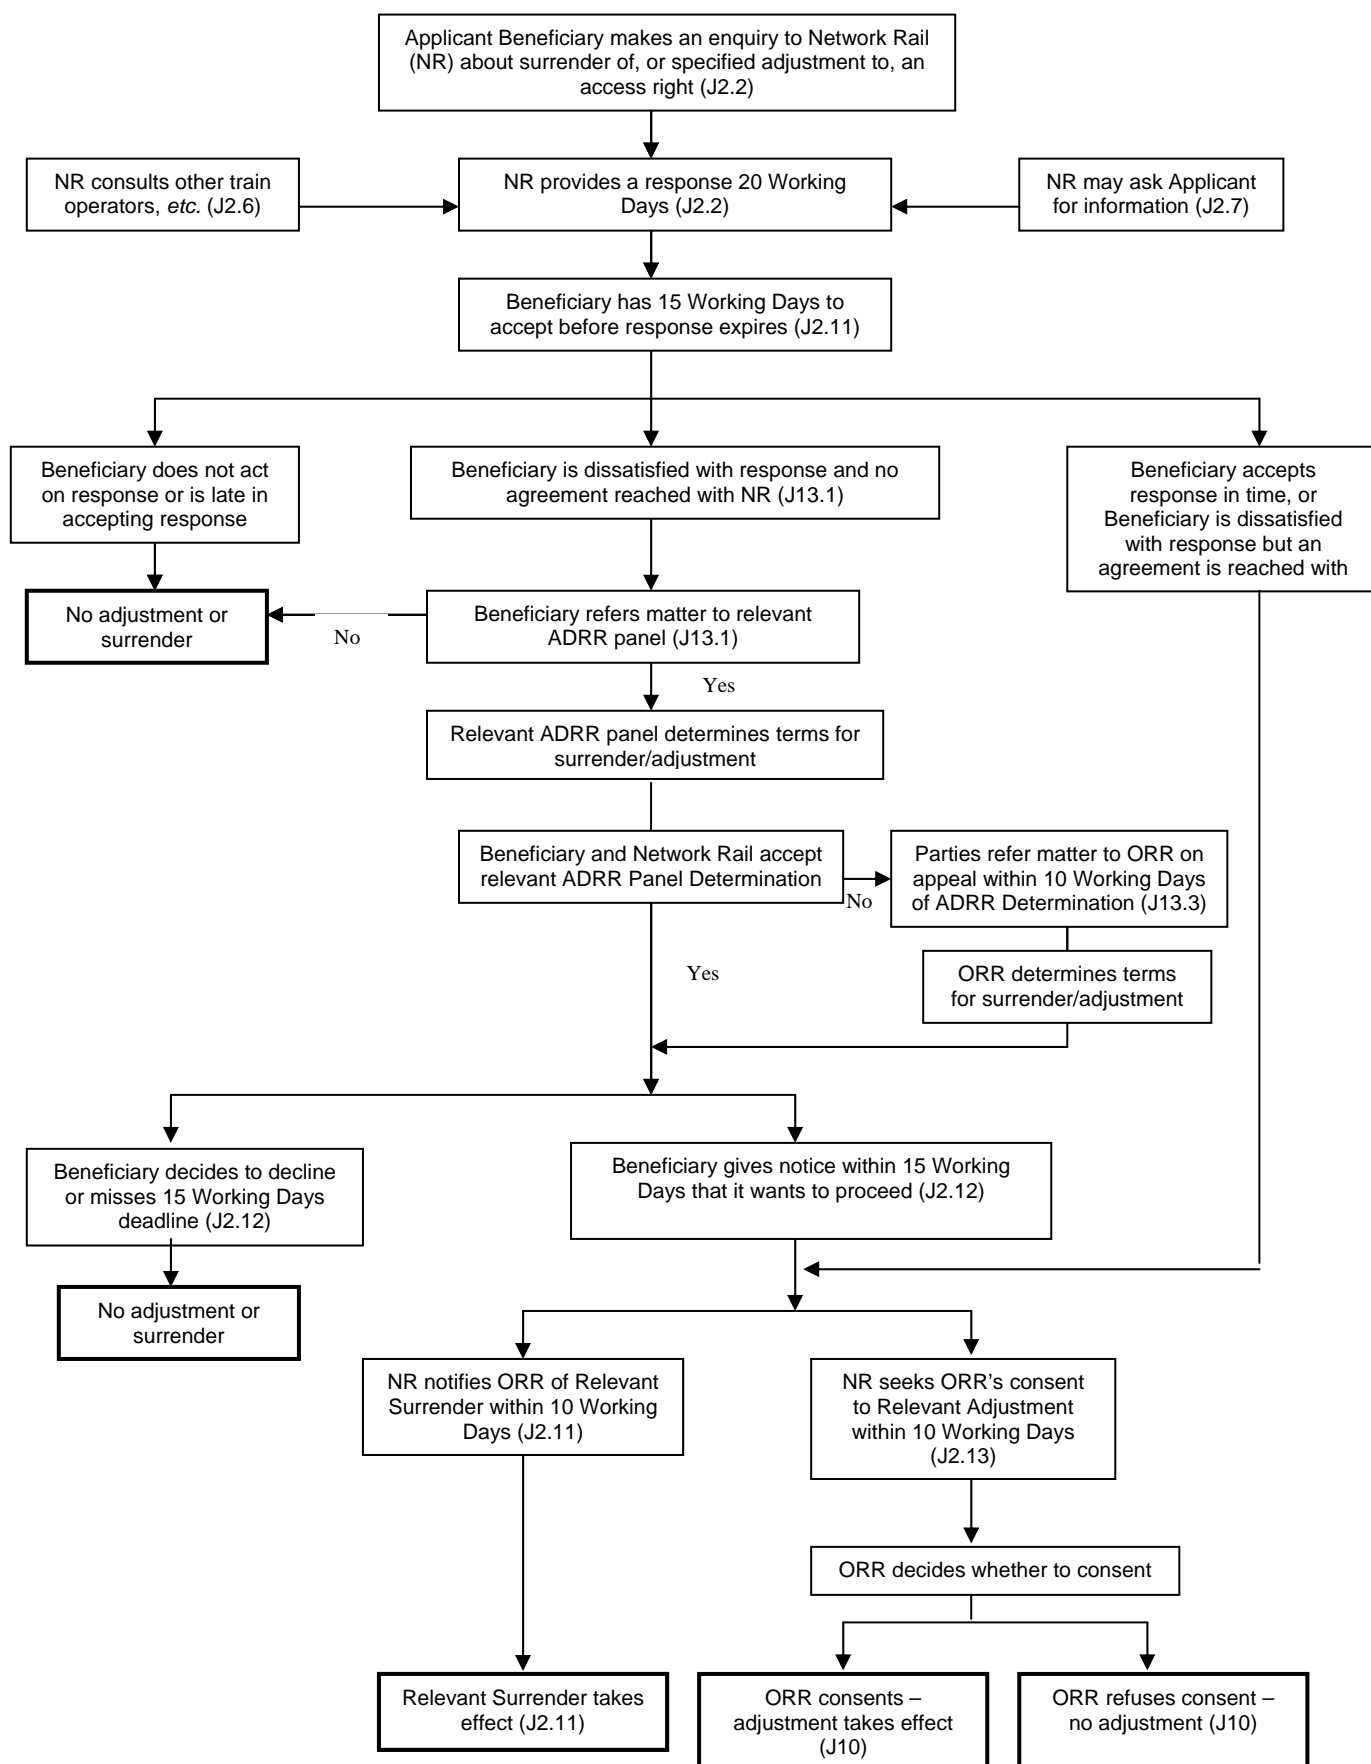 Applicant Beneficiary makes an enquiry to Network Rail
(NR) about surrender of, or specified adjustment to, an
access right (J2.2)
NR consults other train
operators, etc. (J2.6)
NR provides a response 20 Working
Days (J2.2)
NR may ask Applicant
for information (J2.7)
Beneficiary has 15 Working Days to
accept before response expires (J2.11)
Beneficiary does not act
on response or is late in
accepting response
Beneficiary is dissatisfied with response and no
agreement reached with NR (J13.1)
Beneficiary accepts
response in time, or
Beneficiary is dissatisfied
with response but an
agreement is reached with
No adjustment or
surrender
No
Beneficiary refers matter to relevant
ADRR panel (J13.1)
Yes
Relevant ADRR panel determines terms for
surrender/adjustment
Beneficiary and Network Rail accept
relevant ADRR Panel Determination
No
Parties refer matter to ORR on
appeal within 10 Working Days
of ADRR Determination (J13.3)
Yes
ORR determines terms
for surrender/adjustment
Beneficiary decides to decline
or misses 15 Working Days
deadline (J2.12)
Beneficiary gives notice within 15 Working
Days that it wants to proceed (J2.12)
No adjustment or
surrender
NR notifies ORR of Relevant
Surrender within 10 Working
Days (J2.11)
NR seeks ORR's consent
to Relevant Adjustment
within 10 Working Days
(J2.13)
ORR decides whether to consent
Relevant Surrender takes
effect (J2.11)
ORR consents –
adjustment takes effect
(J10)
ORR refuses consent –
no adjustment (J10)